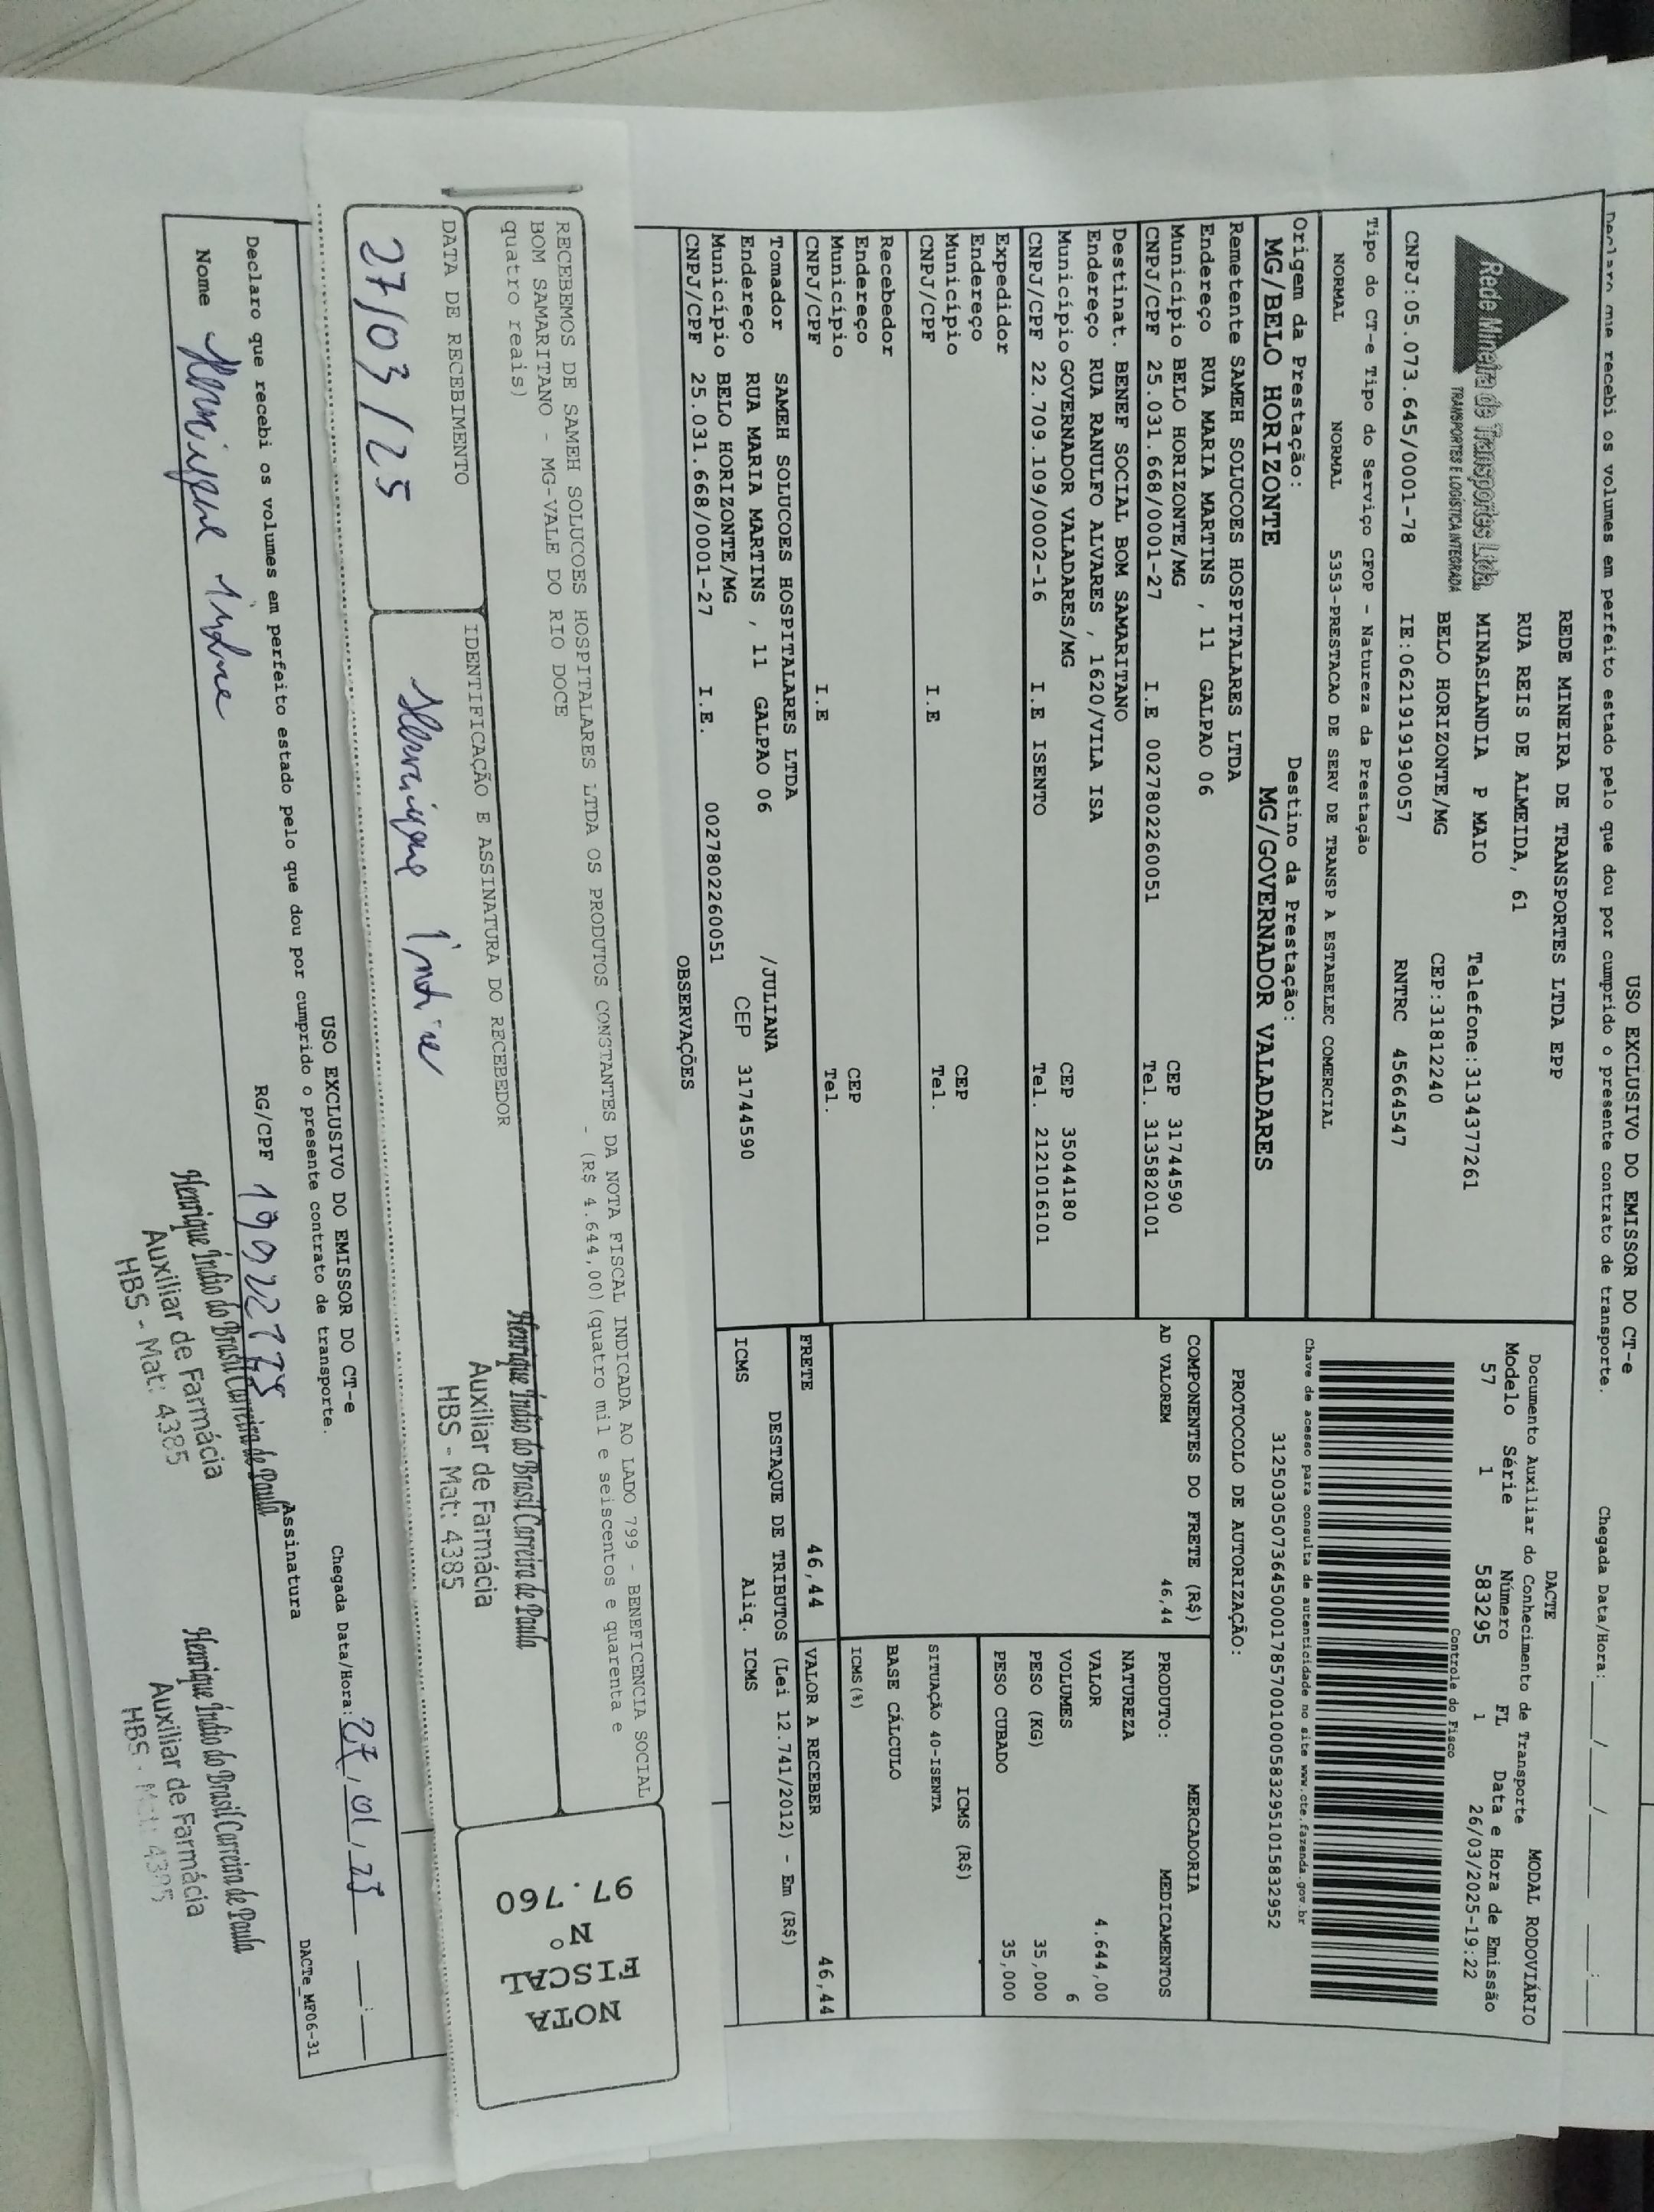 USO EXCLUSIVO DO EMISSOR DO CT-e
Declaro que recebi os volumes em perfeito estado pelo que dou por cumprido o presente contrato de transporte.
Chegada Data/Hora: ___/___/___ __:__
Rede Mineira de Transportes Ltda.
TRANSPORTES E LOGÍSTICA INTEGRADA
REDE MINEIRA DE TRANSPORTES LTDA EPP
RUA REIS DE ALMEIDA, 61
MINASLANDIA P MAIO Telefone:3134377261
BELO HORIZONTE/MG CEP:31812240
CNPJ:05.073.645/0001-78 IE:0621919190057 RNTRC 45664547
DACTE
Documento Auxiliar do Conhecimento de Transporte
MODAL RODOVIÁRIO
Modelo Série Número FL Data e Hora de Emissão
57 1 583295 1 26/03/2025-19:22
Controle do Fisco
Tipo do CT-e Tipo do Serviço CFOP - Natureza da Prestação
NORMAL NORMAL 5353-PRESTACAO DE SERV DE TRANSP A ESTABELEC COMERCIAL
Chave de acesso para consulta de autenticidade no site www.cte.fazenda.gov.br
31250305073645000178570010005832951015832952
Origem da Prestação: Destino da Prestação:
MG/BELO HORIZONTE MG/GOVERNADOR VALADARES
PROTOCOLO DE AUTORIZAÇÃO:
Remetente SAMEH SOLUCOES HOSPITALARES LTDA
Endereço RUA MARIA MARTINS , 11 GALPAO 06
Município BELO HORIZONTE/MG CEP 31744590
CNPJ/CPF 25.031.668/0001-27 I.E 0027802260051 Tel. 3135820101
Destinat. BENEF SOCIAL BOM SAMARITANO
Endereço RUA RANULFO ALVARES , 1620/VILA ISA
Município GOVERNADOR VALADARES/MG CEP 35044180
CNPJ/CPF 22.709.109/0002-16 I.E ISENTO Tel. 2121016101
Expedidor
Endereço
Município CEP
CNPJ/CPF I.E Tel.
Recebedor
Endereço
Município CEP
CNPJ/CPF I.E Tel.
Tomador SAMEH SOLUCOES HOSPITALARES LTDA /JULIANA
Endereço RUA MARIA MARTINS , 11 GALPAO 06 CEP 31744590
Município BELO HORIZONTE/MG
CNPJ/CPF 25.031.668/0001-27 I.E. 0027802260051
OBSERVAÇÕES
COMPONENTES DO FRETE (R$)
AD VALOREM 46,44
MERCADORIA
PRODUTO: MEDICAMENTOS
NATUREZA
VALOR 4.644,00
VOLUMES 6
PESO (KG) 35,000
PESO CUBADO 35,000
ICMS (R$)
SITUAÇÃO 40-ISENTA
BASE CÁLCULO
ICMS(%)
FRETE 46,44 VALOR A RECEBER 46,44
DESTAQUE DE TRIBUTOS (Lei 12.741/2012) - Em (R$)
ICMS Aliq. ICMS
RECEBEMOS DE SAMEH SOLUCOES HOSPITALARES LTDA OS PRODUTOS CONSTANTES DA NOTA FISCAL INDICADA AO LADO 799 - BENEFICENCIA SOCIAL
BOM SAMARITANO - MG-VALE DO RIO DOCE - (R$ 4.644,00) (quatro mil e seiscentos e quarenta e
quatro reais)
DATA DE RECEBIMENTO
27/03/25
IDENTIFICAÇÃO E ASSINATURA DO RECEBEDOR
Henrique Índio
Henrique Índio do Brasil Carreira de Paula
Auxiliar de Farmácia
HBS - Mat: 4385
NOTA
FISCAL
Nº
97.760
USO EXCLUSIVO DO EMISSOR DO CT-e
Declaro que recebi os volumes em perfeito estado pelo que dou por cumprido o presente contrato de transporte.
Chegada Data/Hora: 27/01/25 __:__
Nome Henrique Índio
RG/CPF 19922773
Assinatura
Henrique Índio do Brasil Carreira de Paula
Auxiliar de Farmácia
HBS - Mat: 4385
Henrique Índio do Brasil Carreira de Paula
Auxiliar de Farmácia
HBS - Mat: 4385
DACTe_MF06-31